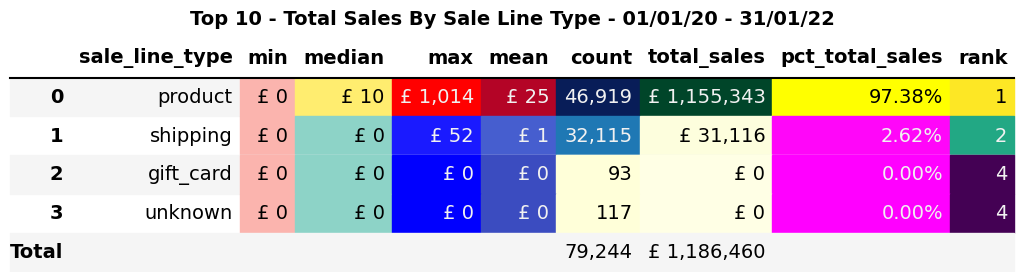 Top 10 - Total Sales By Sale Line Type - 01/01/20 - 31/01/22
sale_line_type min median max mean count total_sales pct_total_sales rank
0 product £ 0 £ 10 £ 1,014 £ 25 46,919 £ 1,155,343 97.38% 1
1 shipping £ 0 £ 0 £ 52 £ 1 32,115 £ 31,116 2.62% 2
2 gift_card £ 0 £ 0 £ 0 £ 0 93 £ 0 0.00% 4
3 unknown £ 0 £ 0 £ 0 £ 0 117 £ 0 0.00% 4
Total 79,244 £ 1,186,460